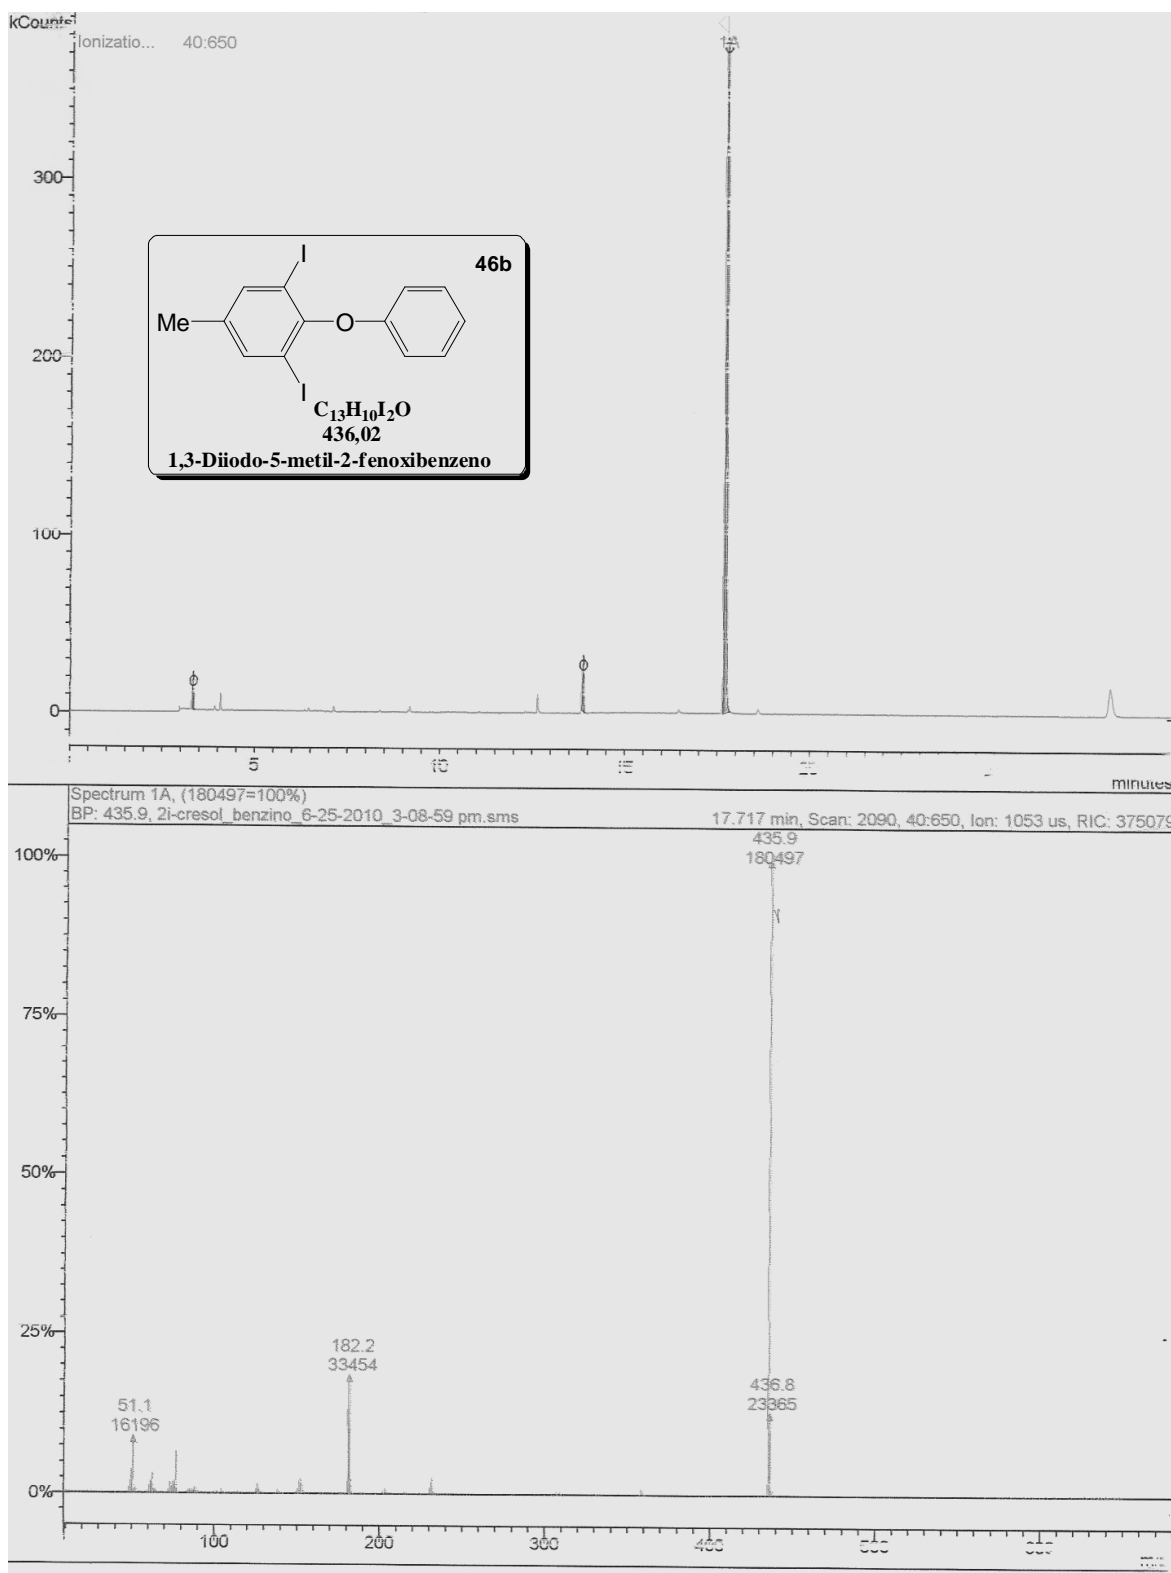 kCounts
Ionizatio... 40:650
1A
300
200
100
0
I
46b
Me
O
I
C₁₃H₁₀I₂O
436,02
1,3-Diiodo-5-metil-2-fenoxibenzeno
5
10
minutes
Spectrum 1A, (180497=100%)
BP: 435.9, 2i-cresol_benzino_6-25-2010_3-08-59 pm.sms 17.717 min, Scan: 2090, 40:650, Ion: 1053 us, RIC: 375079
435.9
180497
100%
75%
50%
25%
182.2
33454
436.8
23365
51.1
16196
0%
100 200 300 400